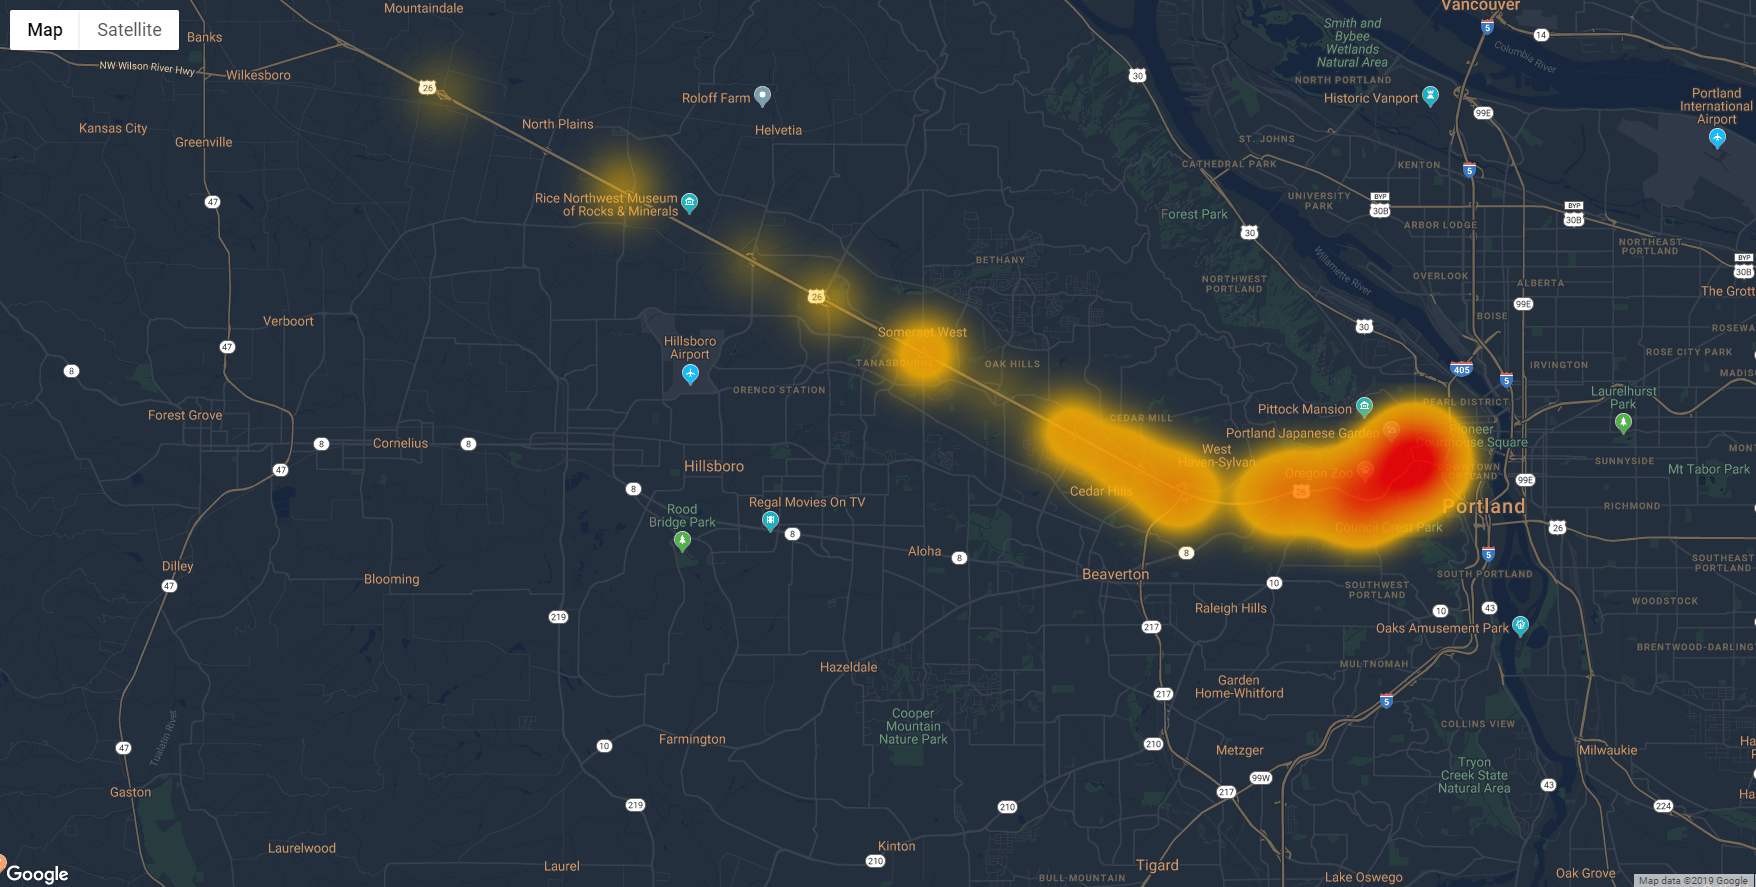 Map
Satellite
Mountaindale
Vancouver
Banks
NW Wilson River Hwy
Wilkesboro
26
Kansas City
Greenville
North Plains
Roloff Farm
Helvetia
47
Rice Northwest Museum
of Rocks & Minerals
30
Smith and
Bybee
Wetlands
Natural Area
5
14
Columbia River
NORTH PORTLAND
Historic Vanport
99E
Portland
International
Airport
ST. JOHNS
CATHEDRAL PARK
KENTON
5
UNIVERSITY
PARK
BYP
30B
BYP
30B
Forest Park
30
ARBOR LODGE
NORTHEAST
PORTLAND
BYP
30B
Willamette River
BETHANY
NORTHWEST
PORTLAND
OVERLOOK
ALBERTA
The Grott
99E
BOISE
26
Verboort
30
Somerset West
TANASBOURNE
OAK HILLS
Hillsboro
Airport
ORENCO STATION
47
8
405
5
IRVINGTON
ROSEWA
ROSE CITY PARK
MADIS
Laurelhurst
Park
Forest Grove
8
Cornelius
8
47
Hillsboro
CEDAR MILL
Pittock Mansion
PEARL DISTRICT
Portland Japanese Garden
Pioneer
Courthouse Square
West
Haven-Sylvan
Oregon Zoo
DOWNTOWN
PORTLAND
26
Cedar Hills
Portland
Council Crest Park
99E
SUNNYSIDE
MONT
Mt Tabor Park
RICHMOND
26
8
Rood
Bridge Park
Regal Movies On TV
8
Aloha
8
8
Beaverton
10
SOUTHWEST
PORTLAND
SOUTH PORTLAND
5
SOUTHEAST
PORTLAND
Dilley
47
Blooming
219
Raleigh Hills
10
43
WOODSTOCK
Oaks Amusement Park
217
BRENTWOOD-DARLING
Hazeldale
MULTNOMAH
Garden
Home-Whitford
217
5
COLLINS VIEW
Cooper
Mountain
Nature Park
Tualatin River
47
10
Farmington
210
Metzger
99W
217
Tryon
Creek State
Natural Area
43
Milwaukie
Ha
Gaston
219
210
224
Ha
Laurelwood
Laurel
Kinton
210
Tigard
BULL MOUNTAIN
Lake Oswego
Oak Grove
Google
Map data ©2019 Google